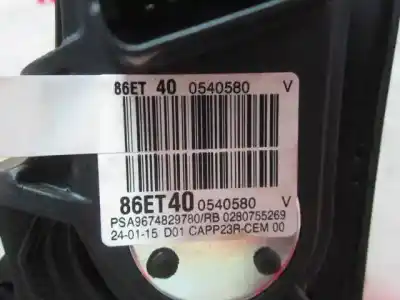 86ET 40 0540580 V
86ET40 0540580 V
PSA9674829780/RB 0280755269
24-01-15 D01 CAPP23R-CEM 00